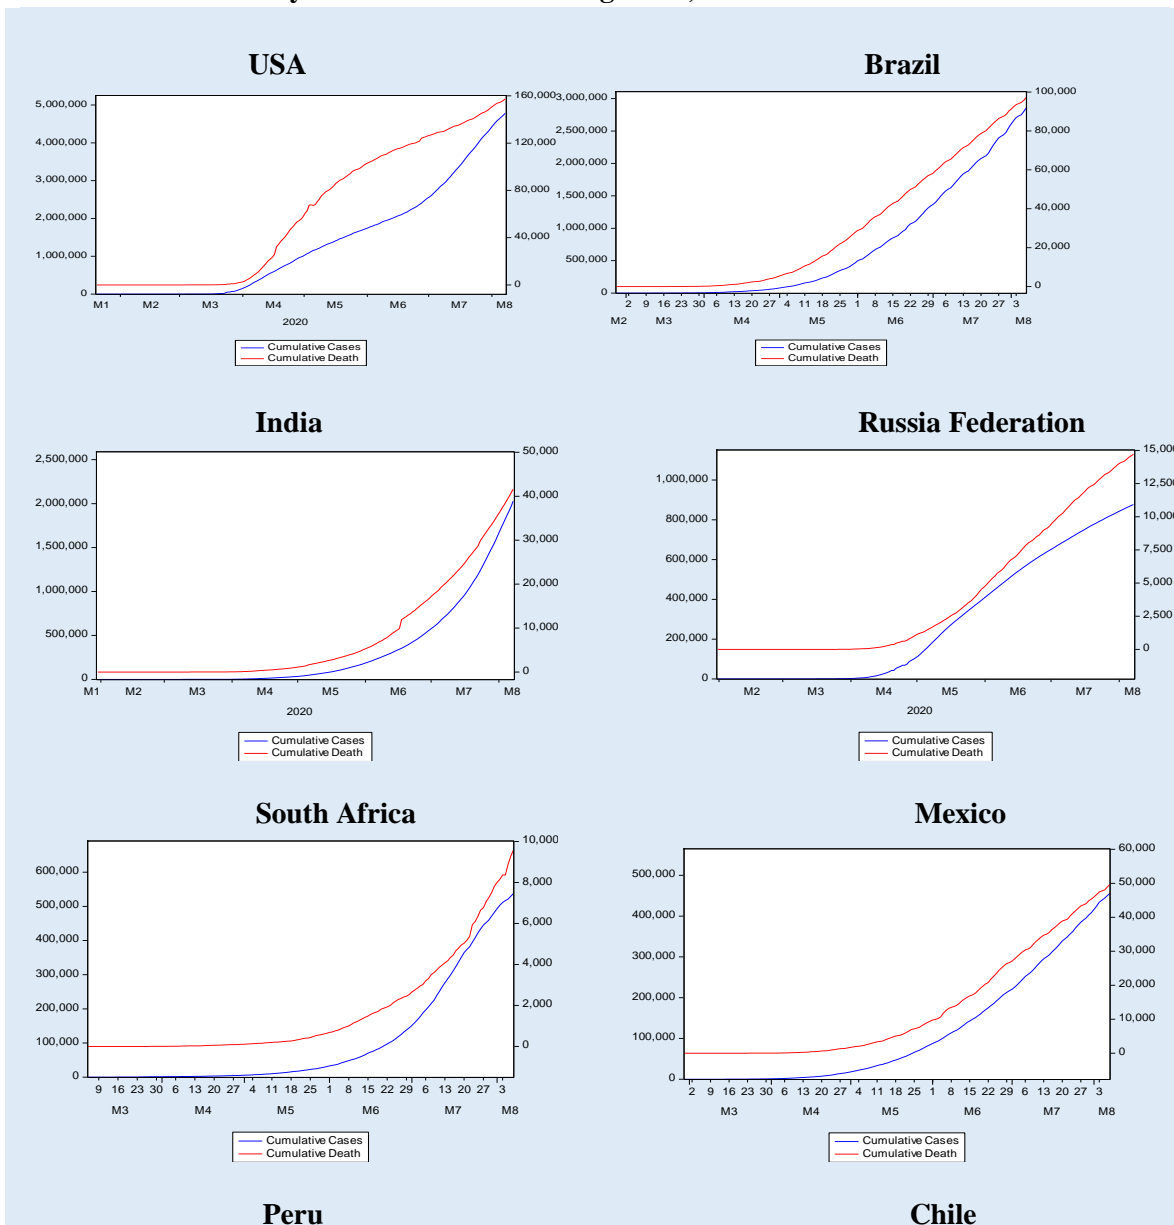 USA
5,000,000
4,000,000
3,000,000
2,000,000
1,000,000
0
160,000
120,000
80,000
40,000
0
M1 M2 M3 M4 M5 M6 M7 M8
2020
Cumulative Cases
Cumulative Death
Brazil
3,000,000
2,500,000
2,000,000
1,500,000
1,000,000
500,000
0
100,000
80,000
60,000
40,000
20,000
0
2 9 16 23 30 6 13 20 27 4 11 18 25 1 8 15 22 29 6 13 20 27 3
M2 M3 M4 M5 M6 M7 M8
Cumulative Cases
Cumulative Death
India
2,500,000
2,000,000
1,500,000
1,000,000
500,000
0
50,000
40,000
30,000
20,000
10,000
0
M1 M2 M3 M4 M5 M6 M7 M8
2020
Cumulative Cases
Cumulative Death
Russia Federation
1,000,000
800,000
600,000
400,000
200,000
0
15,000
12,500
10,000
7,500
5,000
2,500
0
M2 M3 M4 M5 M6 M7 M8
2020
Cumulative Cases
Cumulative Death
South Africa
600,000
500,000
400,000
300,000
200,000
100,000
0
10,000
8,000
6,000
4,000
2,000
0
9 16 23 30 6 13 20 27 4 11 18 25 1 8 15 22 29 6 13 20 27 3
M3 M4 M5 M6 M7 M8
Cumulative Cases
Cumulative Death
Mexico
500,000
400,000
300,000
200,000
100,000
0
60,000
50,000
40,000
30,000
20,000
10,000
0
2 9 16 23 30 6 13 20 27 4 11 18 25 1 8 15 22 29 6 13 20 27 3
M3 M4 M5 M6 M7 M8
Cumulative Cases
Cumulative Death
Peru
Chile